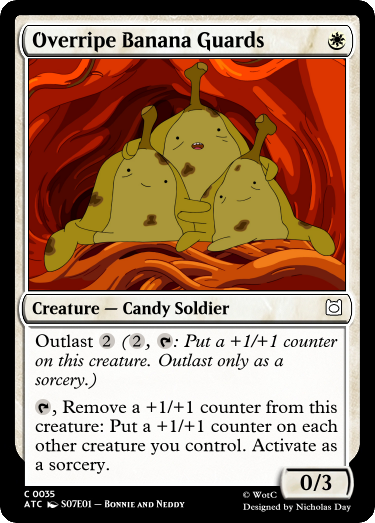 Overripe Banana Guards
Creature — Candy Soldier
Outlast 2 (2, : Put a +1/+1 counter
on this creature. Outlast only as a
sorcery.)
, Remove a +1/+1 counter from this
creature: Put a +1/+1 counter on each
other creature you control. Activate as
a sorcery.
0/3
C 0035
ATC S07E01 – Bonnie and Neddy
© WotC
Designed by Nicholas Day